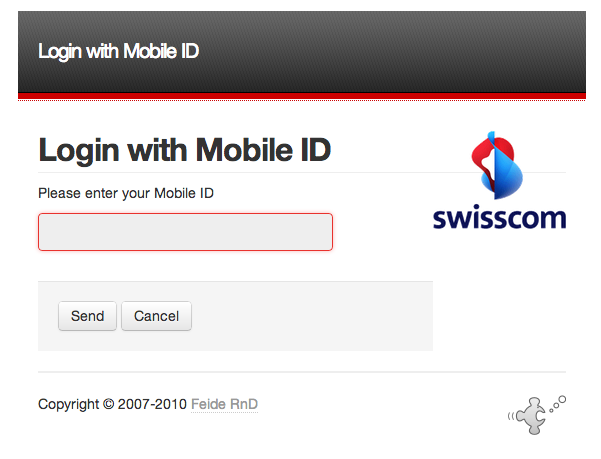 Login with Mobile ID
Login with Mobile ID
Please enter your Mobile ID
swisscom
Send Cancel
Copyright © 2007-2010 Feide RnD